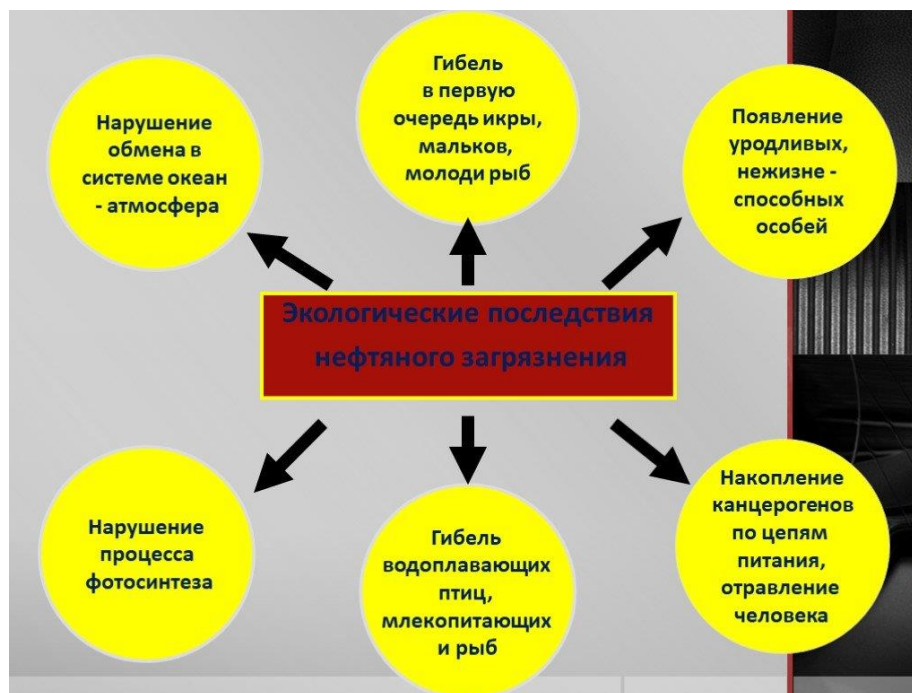 Нарушение
обмена в
системе океан
- атмосфера
Гибель
в первую
очередь икры,
мальков,
молоди рыб
Появление
уродливых,
нежизне -
способных
особей
Экологические последствия
нефтяного загрязнения
Нарушение
процесса
фотосинтеза
Гибель
водоплавающих
птиц,
млекопитающих
и рыб
Накопление
канцерогенов
по цепям
питания,
отравление
человека